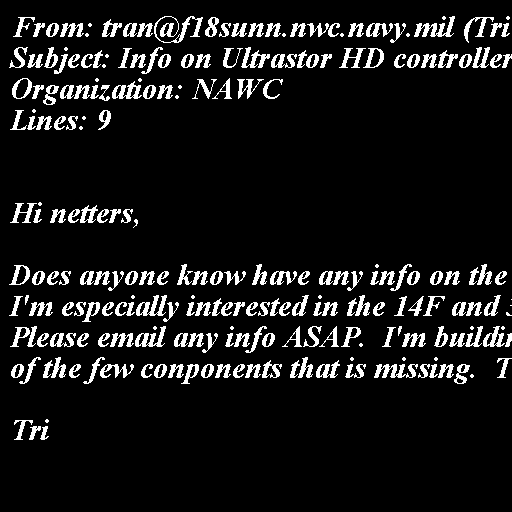 From: tran@f18sunn.nwc.navy.mil (Tri
Subject: Info on Ultrastor HD controller
Organization: NAWC
Lines: 9
Hi netters,
Does anyone know have any info on the
I'm especially interested in the 14F and 3
Please email any info ASAP.  I'm buildin
of the few conponents that is missing.  T
Tri